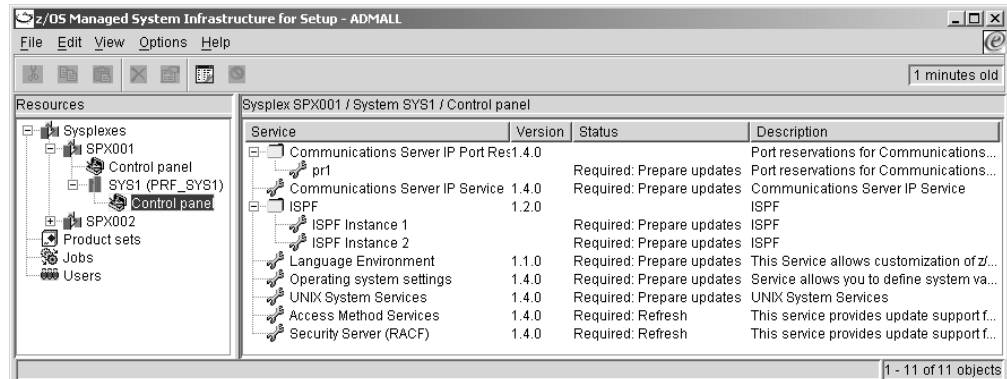 z/OS Managed System Infrastructure for Setup - ADMALL
File Edit View Options Help
1 minutes old
Resources
Sysplex SPX001 / System SYS1 / Control panel
Sysplexes
SPX001
Control panel
SYS1 (PRF_SYS1)
Control panel
SPX002
Product sets
Jobs
Users
Service Version Status Description
Communications Server IP Port Res 1.4.0 Port reservations for Communications...
pr1 Required: Prepare updates Port reservations for Communications...
Communications Server IP Service 1.4.0 Required: Prepare updates Communications Server IP Service
ISPF 1.2.0 ISPF
ISPF Instance 1 Required: Prepare updates ISPF
ISPF Instance 2 Required: Prepare updates ISPF
Language Environment 1.1.0 Required: Prepare updates This Service allows customization of z/...
Operating system settings 1.4.0 Required: Prepare updates Service allows you to define system va...
UNIX System Services 1.4.0 Required: Prepare updates UNIX System Services
Access Method Services 1.4.0 Required: Refresh This service provides update support f...
Security Server (RACF) 1.4.0 Required: Refresh This service provides update support f...
1 - 11 of 11 objects